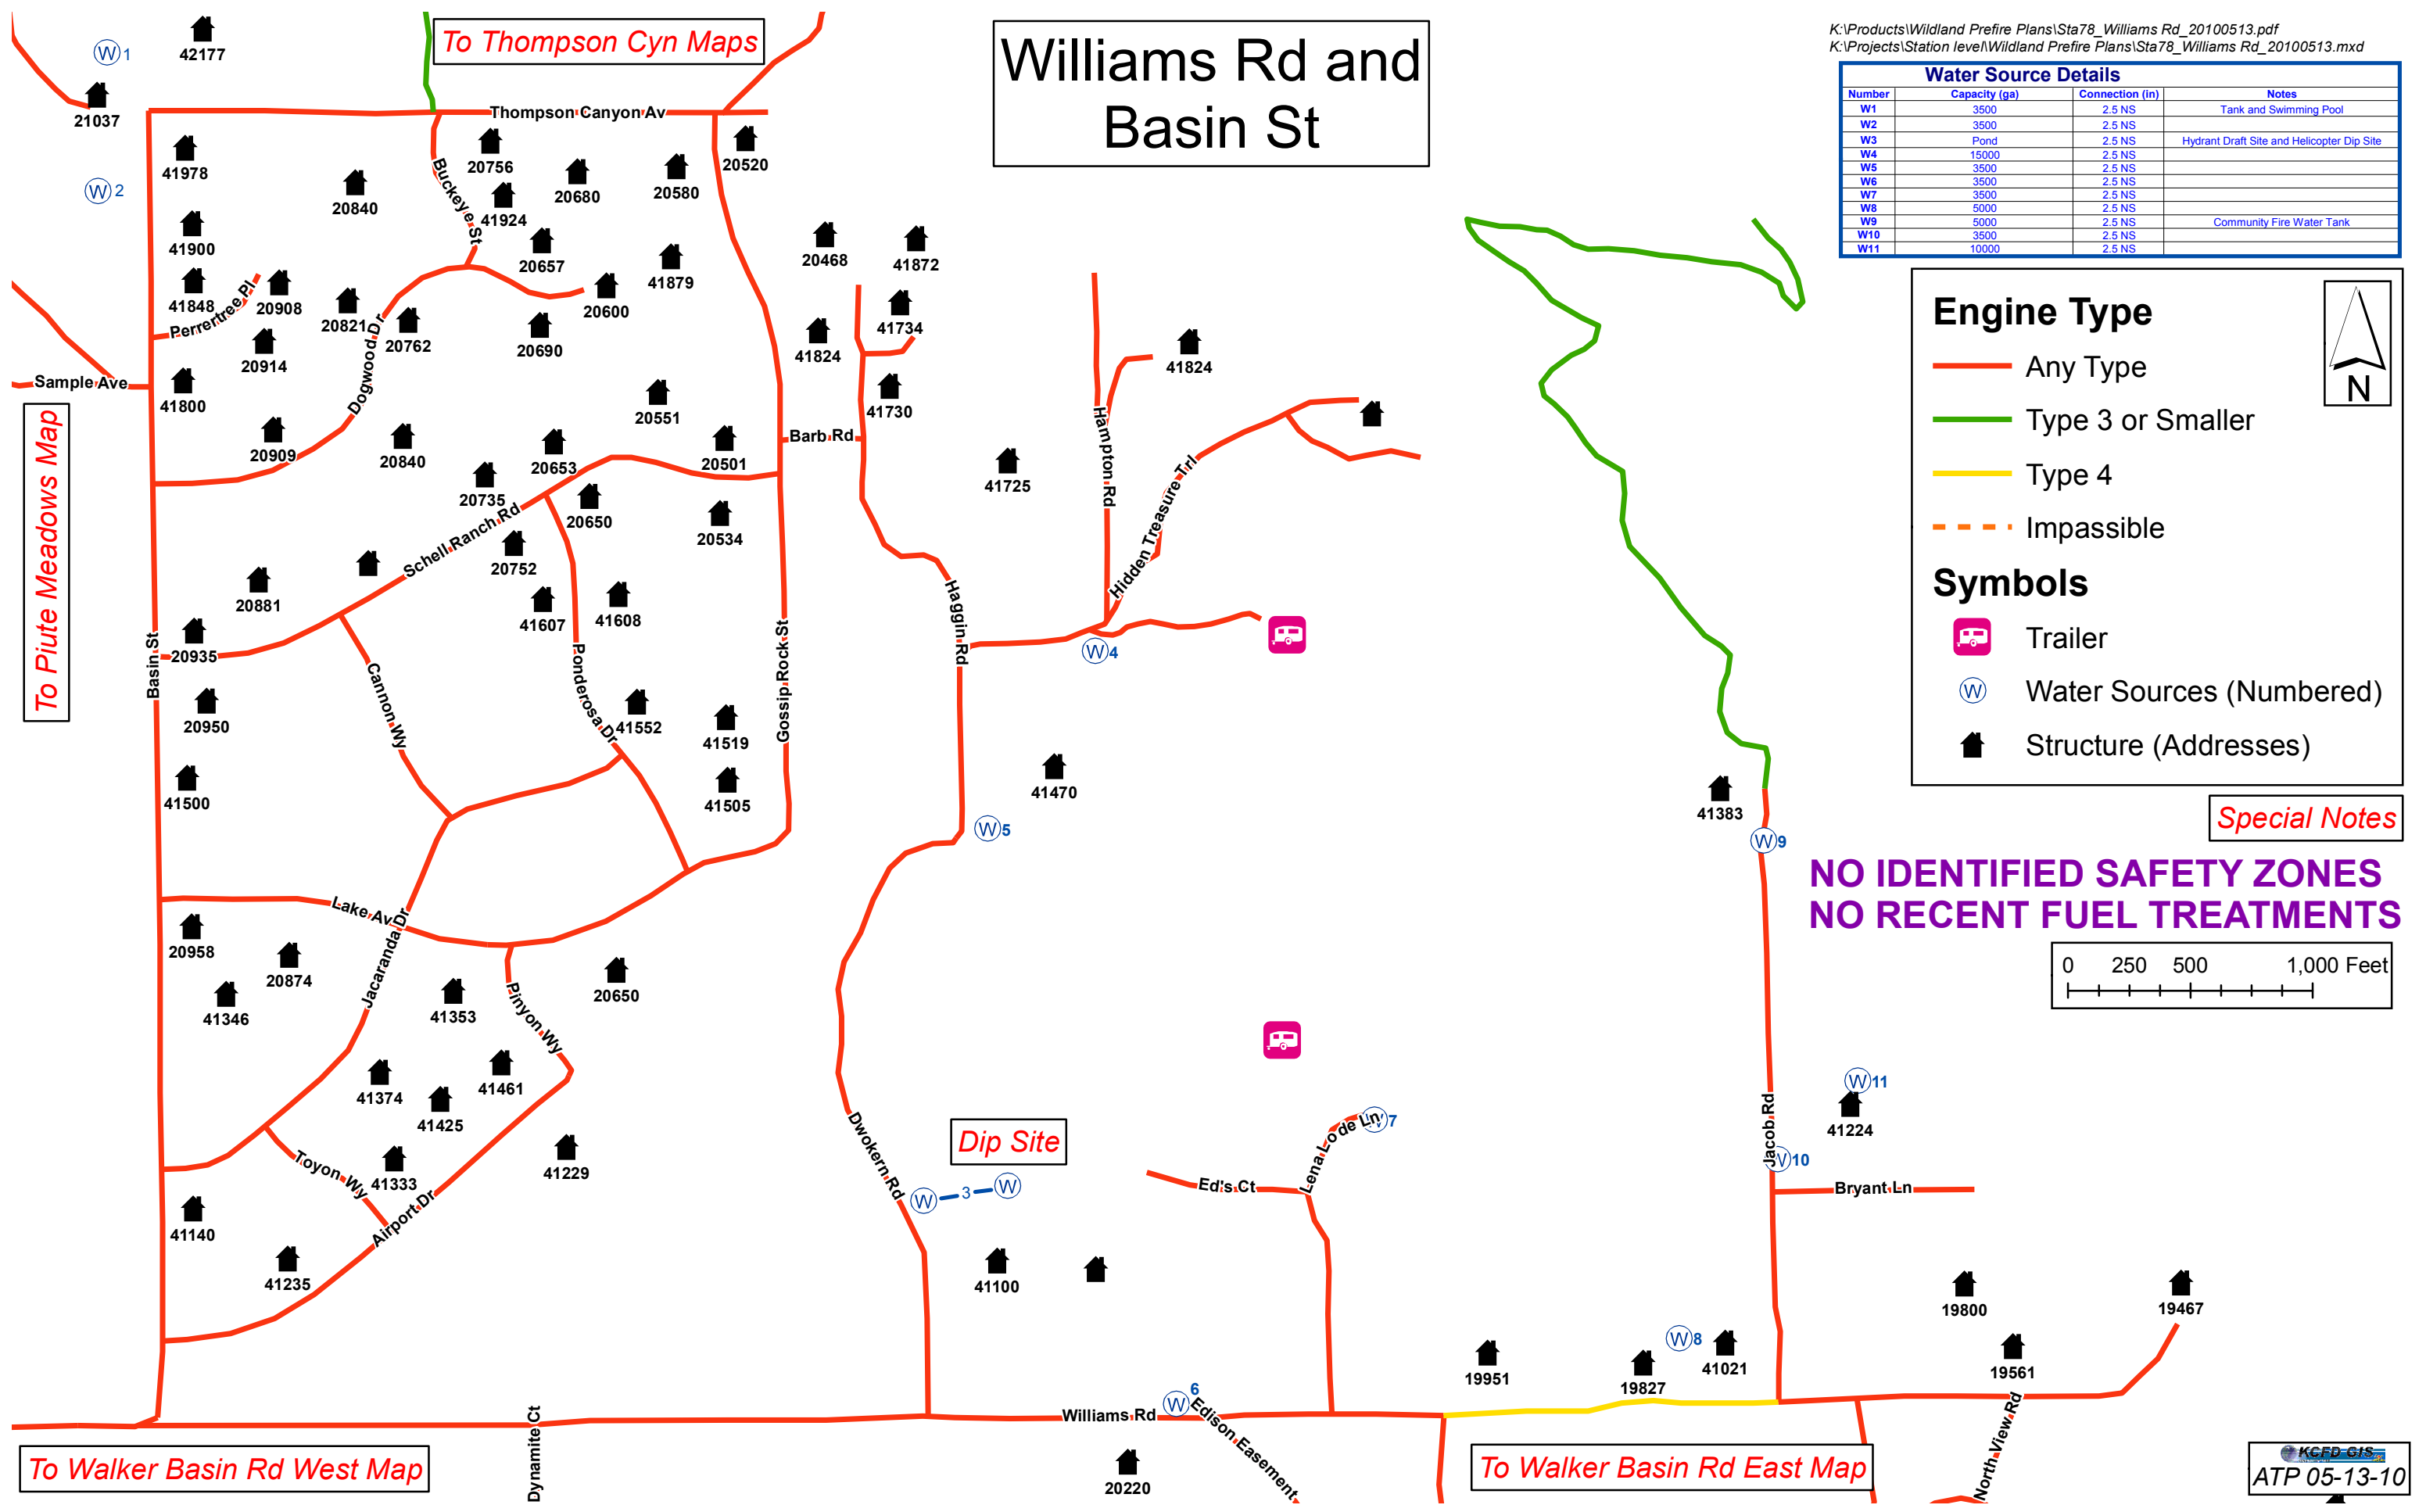 Williams Rd and
Basin St
K:\Products\Wildland Prefire Plans\Sta78_Williams Rd_20100513.pdf
K:\Projects\Station level\Wildland Prefire Plans\Sta78_Williams Rd_20100513.mxd
Water Source Details
Number Capacity (ga) Connection (in) Notes
W1 3500 2.5 NS Tank and Swimming Pool
W2 3500 2.5 NS
W3 Pond 2.5 NS Hydrant Draft Site and Helicopter Dip Site
W4 15000 2.5 NS
W5 3500 2.5 NS
W6 3500 2.5 NS
W7 3500 2.5 NS
W8 5000 2.5 NS
W9 5000 2.5 NS Community Fire Water Tank
W10 3500 2.5 NS
W11 10000 2.5 NS
Engine Type
Any Type
Type 3 or Smaller
Type 4
Impassible
N
Symbols
Trailer
W Water Sources (Numbered)
Structure (Addresses)
Special Notes
NO IDENTIFIED SAFETY ZONES
NO RECENT FUEL TREATMENTS
0 250 500 1,000 Feet
To Thompson Cyn Maps
To Piute Meadows Map
To Walker Basin Rd West Map
To Walker Basin Rd East Map
Dip Site
KCFD GIS
ATP 05-13-10
W 1
42177
21037
Thompson Canyon Av
W 2
41978
20840
Buckeye St
20756
41924
20680
20580
20520
41900
20657
41879
20468
41872
41848
Perrertree Pl
20908
20821
Dogwood Dr
20762
20600
20690
41824
41734
41824
20914
Sample Ave
41800
20909
20840
20551
20653
20501
Barb Rd
41730
41725
Hampton Rd
Hidden Treasure Trl
20735
20650
20534
Schell Ranch Rd
20752
20881
41607
41608
Haggin Rd
Basin St
20935
20950
Cannon Wy
Ponderosa Dr
41552
41519
Gossip Rock St
W 4
41500
41505
41470
W 5
41383
W 9
Lake Av
Jacaranda Dr
20958
20874
41346
41353
Pinyon Wy
20650
41374
41425
41461
Toyon Wy
41333
41229
Airport Dr
41140
41235
Dwokern Rd
W 3 W
41100
Ed's Ct
Lena Lode Ln
W 7
Jacob Rd
W 11
41224
W 10
Bryant Ln
19951
19827
W 8
41021
19800
19467
19561
North View Rd
Williams Rd
W 6
Edison Easement
20220
Dynamite Ct